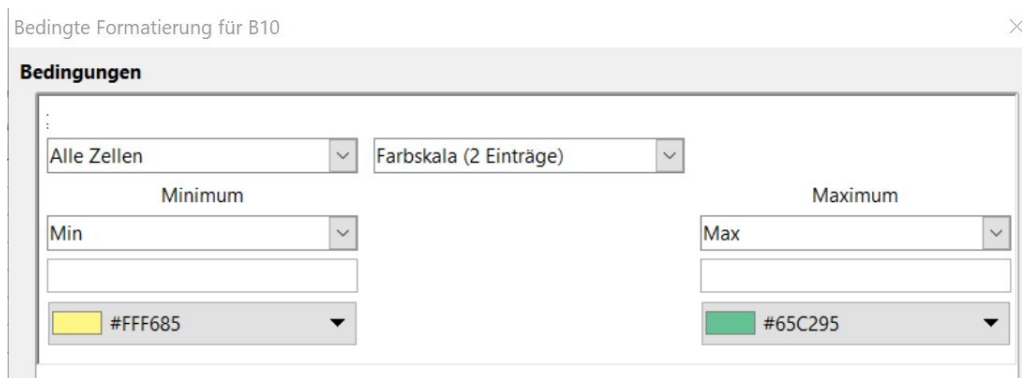 Bedingte Formatierung für B10
Bedingungen
Alle Zellen Farbskala (2 Einträge)
Minimum Maximum
Min Max
#FFF685 #65C295